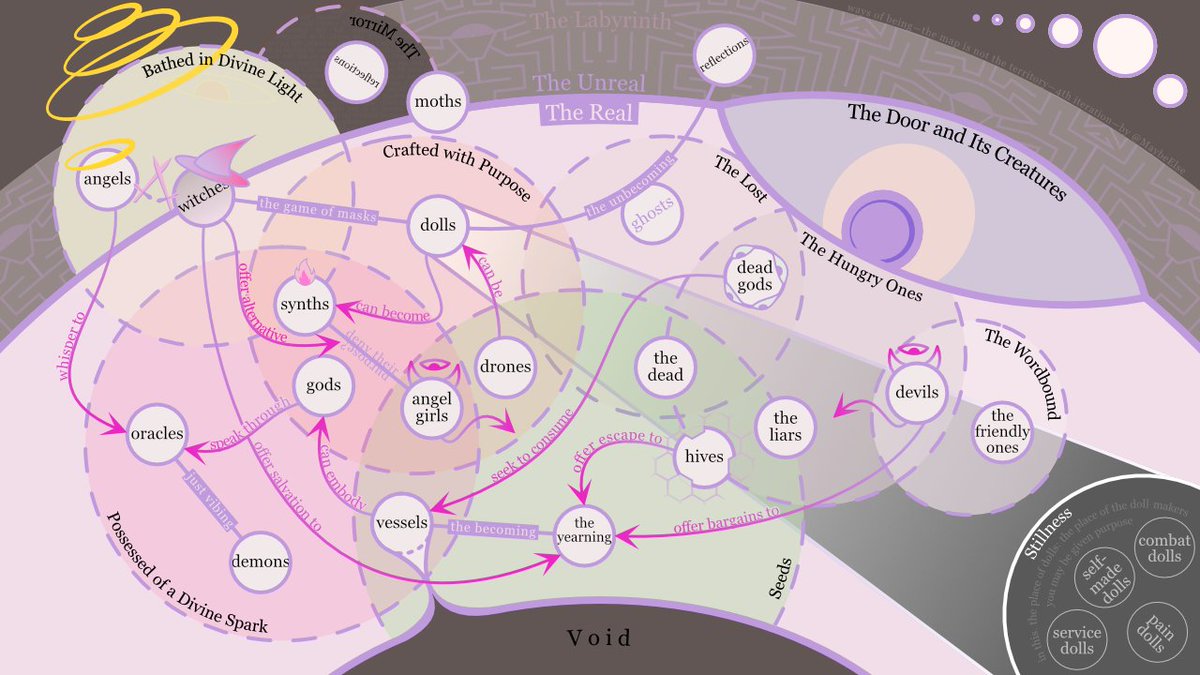 The Labyrinth
ways of being—the map is not the territory—4th iteration—by @MaybeElse
The Mirror
reflections
reflections
Bathed in Divine Light
moths
The Unreal
The Real
The Door and Its Creatures
Crafted with Purpose
The Lost
angels
witches
the game of masks
dolls
the unbecoming
ghosts
The Hungry Ones
dead
gods
can be
synths
can become
offer alternative
deny their
purpose
whisper to
The Wordbound
drones
the
dead
gods
angel
girls
devils
the
liars
the
friendly
ones
oracles
speak through
offer escape to
hives
seek to consume
can embody
just vibing
offer salvation to
vessels
the becoming
the
yearning
offer bargains to
demons
Possessed of a Divine Spark
Seeds
Void
Stillness
in this the place of dolls, the place of the doll makers
you may be given purpose
combat
dolls
self-
made
dolls
service
dolls
pain
dolls